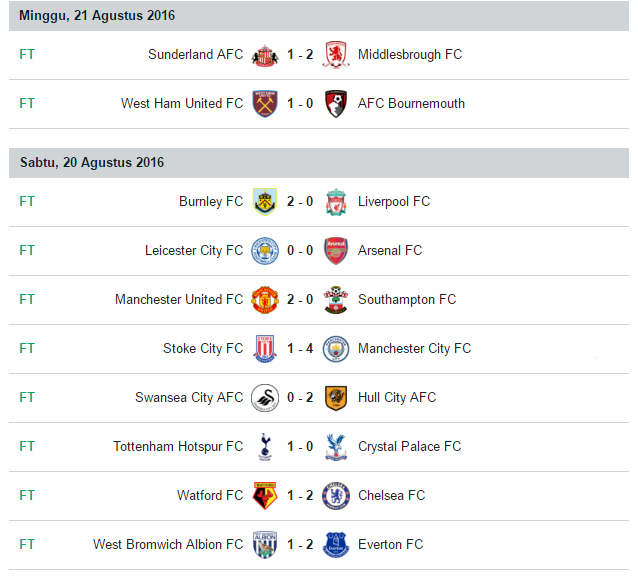 Minggu, 21 Agustus 2016
FT Sunderland AFC 1 - 2 Middlesbrough FC
FT West Ham United FC 1 - 0 AFC Bournemouth
Sabtu, 20 Agustus 2016
FT Burnley FC 2 - 0 Liverpool FC
FT Leicester City FC 0 - 0 Arsenal FC
FT Manchester United FC 2 - 0 Southampton FC
FT Stoke City FC 1 - 4 Manchester City FC
FT Swansea City AFC 0 - 2 Hull City AFC
FT Tottenham Hotspur FC 1 - 0 Crystal Palace FC
FT Watford FC 1 - 2 Chelsea FC
FT West Bromwich Albion FC 1 - 2 Everton FC